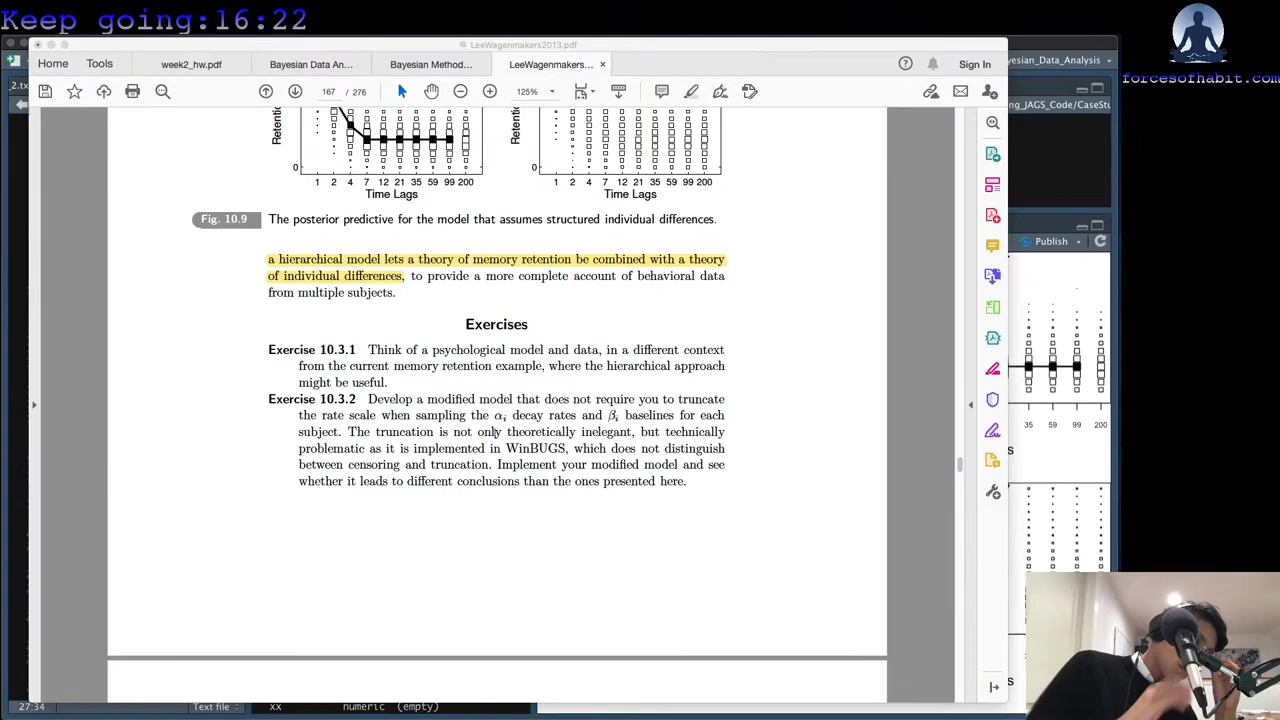 Keep going:16:22
forcesofhabit.com
LeeWagenmakers2013.pdf
Home Tools week2_hw.pdf Bayesian Data An... Bayesian Method... LeeWagenmakers... × Sign In
167 / 276 125%
_2.tx
esian_Data_Analysis
ng_JAGS_Code/CaseStu
Publish
Retenti
0
1 2 4 7 12 21 35 59 99 200
Time Lags
Retenti
0
1 2 4 7 12 21 35 59 99 200
Time Lags
Fig. 10.9 The posterior predictive for the model that assumes structured individual differences.
a hierarchical model lets a theory of memory retention be combined with a theory
of individual differences, to provide a more complete account of behavioral data
from multiple subjects.
Exercises
Exercise 10.3.1 Think of a psychological model and data, in a different context
from the current memory retention example, where the hierarchical approach
might be useful.
Exercise 10.3.2 Develop a modified model that does not require you to truncate
the rate scale when sampling the αi decay rates and βi baselines for each
subject. The truncation is not only theoretically inelegant, but technically
problematic as it is implemented in WinBUGS, which does not distinguish
between censoring and truncation. Implement your modified model and see
whether it leads to different conclusions than the ones presented here.
35 59 99 200
s
s
27:34 Text file xx numeric (empty)